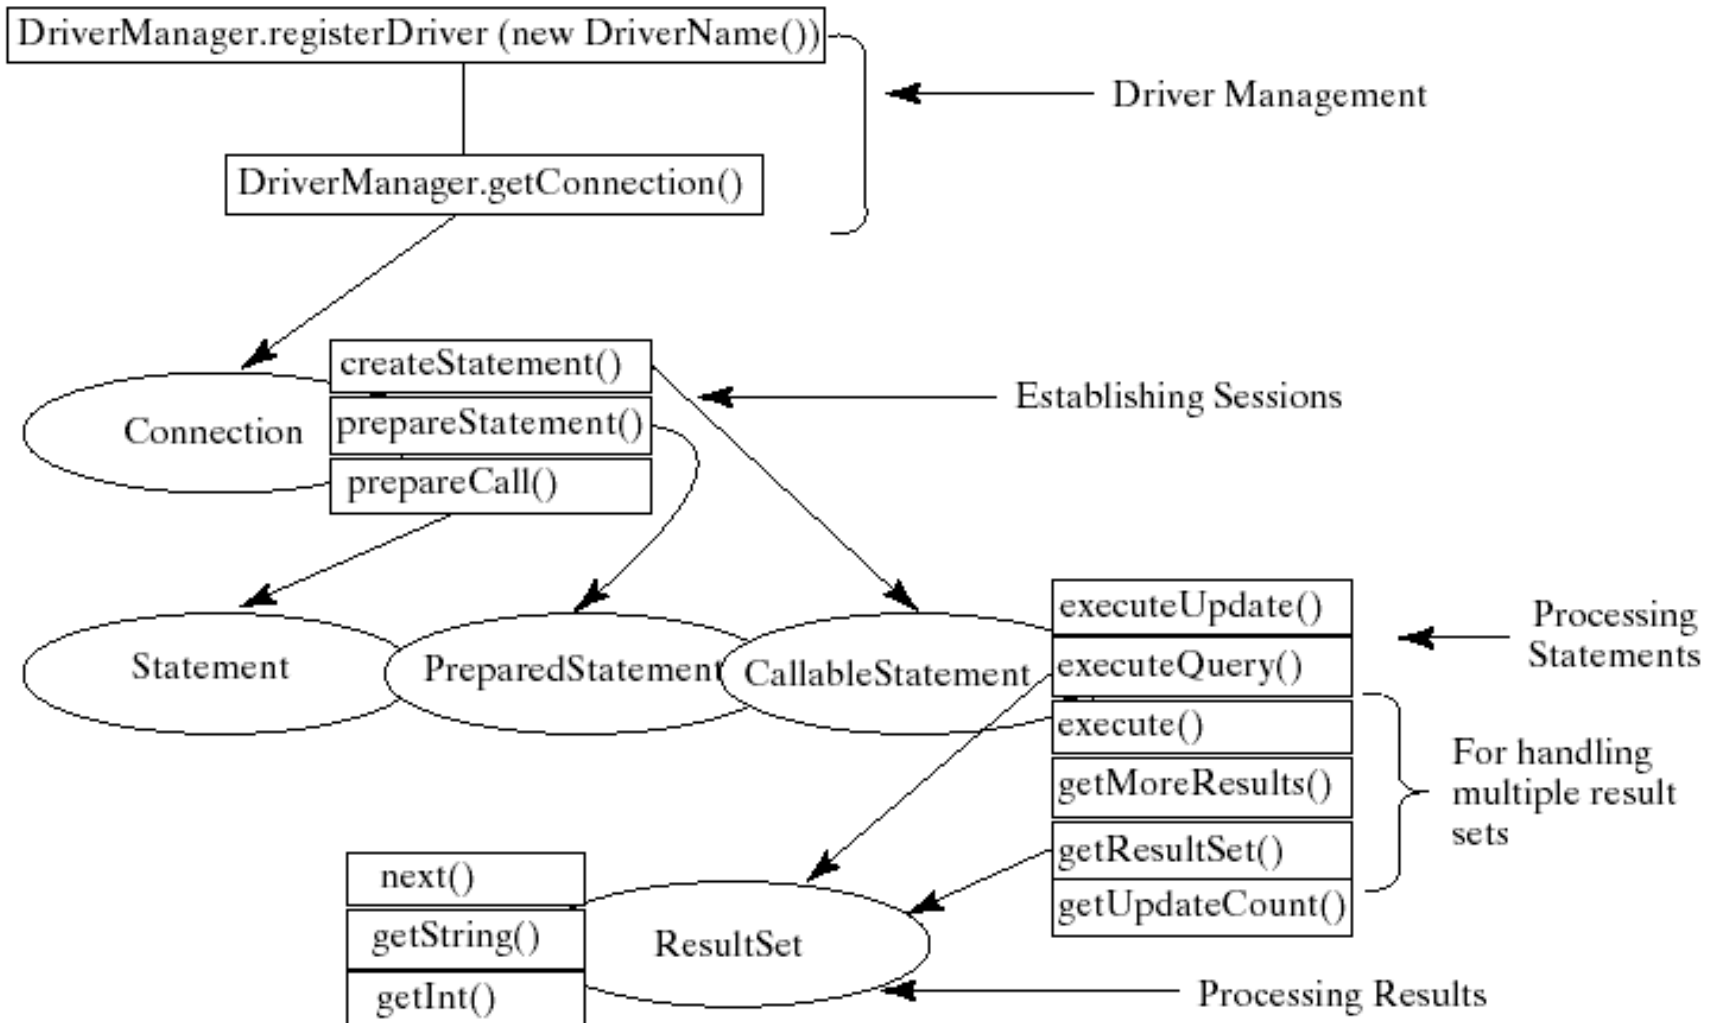 DriverManager.registerDriver (new DriverName())
Driver Management
DriverManager.getConnection()
createStatement()
Establishing Sessions
Connection
prepareStatement()
prepareCall()
executeUpdate()
Processing
Statements
Statement
PreparedStatement
CallableStatement
executeQuery()
execute()
For handling
multiple result
sets
getMoreResults()
getResultSet()
getUpdateCount()
next()
getString()
ResultSet
getInt()
Processing Results